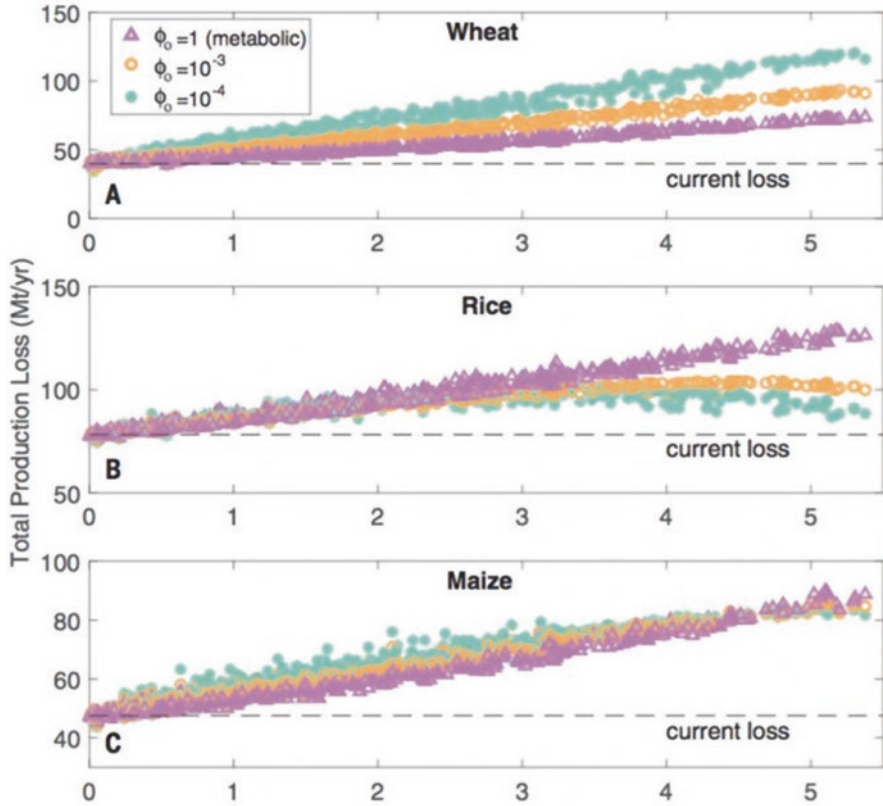 Total Production Loss (Mt/yr)
Wheat
ϕo =1 (metabolic)
ϕo =10-3
ϕo =10-4
150
100
50
0
current loss
A
0 1 2 3 4 5
Rice
150
100
50
current loss
B
0 1 2 3 4 5
Maize
100
80
60
40
current loss
C
0 1 2 3 4 5